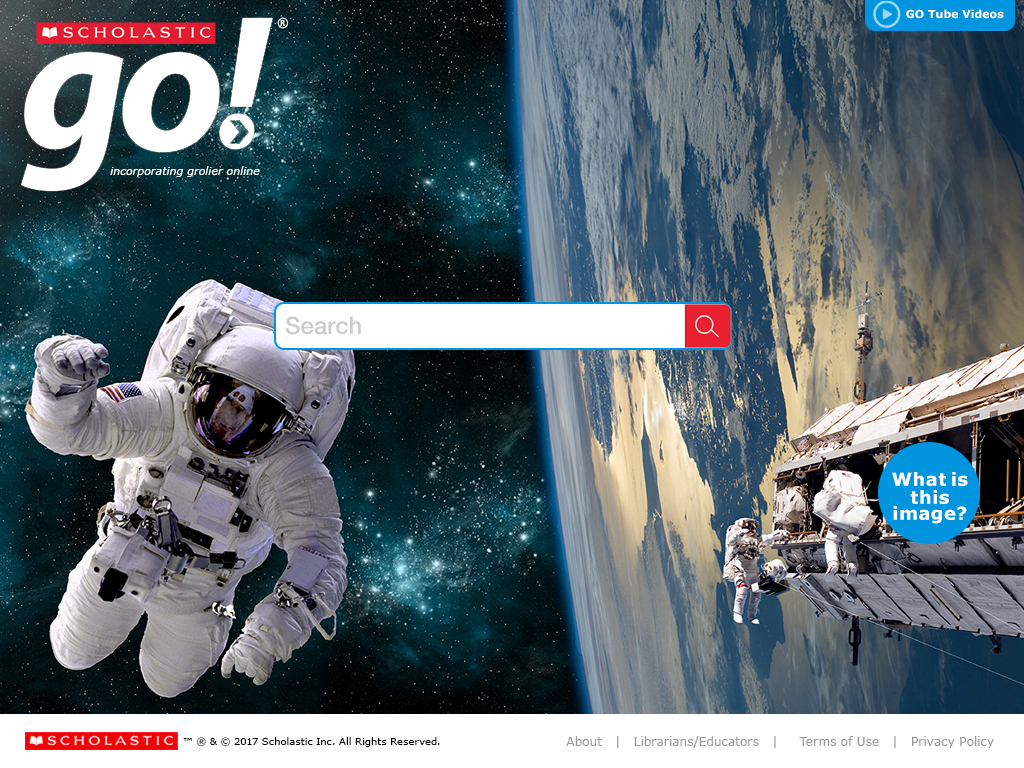 SCHOLASTIC
go!®
incorporating grolier online
GO Tube Videos
Search
What is
this
image?
SCHOLASTIC ™ ® & © 2017 Scholastic Inc. All Rights Reserved.
About | Librarians/Educators | Terms of Use | Privacy Policy